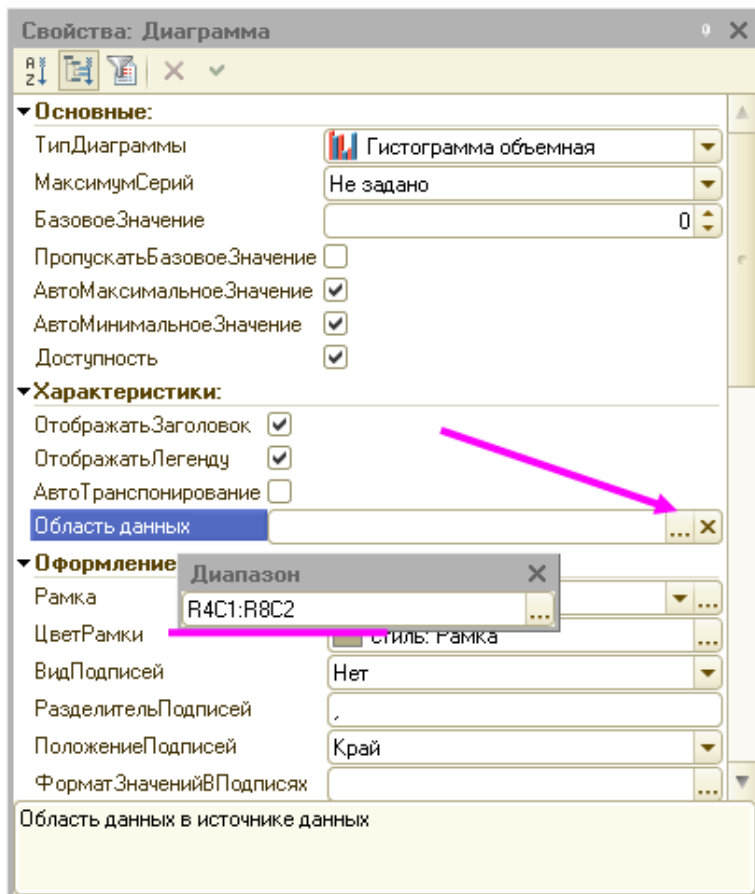 Свойства: Диаграмма
Основные:
ТипДиаграммы Гистограмма объемная
МаксимумСерий Не задано
БазовоеЗначение 0
ПропускатьБазовоеЗначение
АвтоМаксимальноеЗначение
АвтоМинимальноеЗначение
Доступность
Характеристики:
ОтображатьЗаголовок
ОтображатьЛегенду
АвтоТранспонирование
Область данных ...
Оформление
Диапазон
Рамка ...
R4C1:R8C2 ...
ЦветРамки стиль: Рамка ...
ВидПодписей Нет
РазделительПодписей ,
ПоложениеПодписей Край
ФорматЗначенийВПодписях ...
Область данных в источнике данных